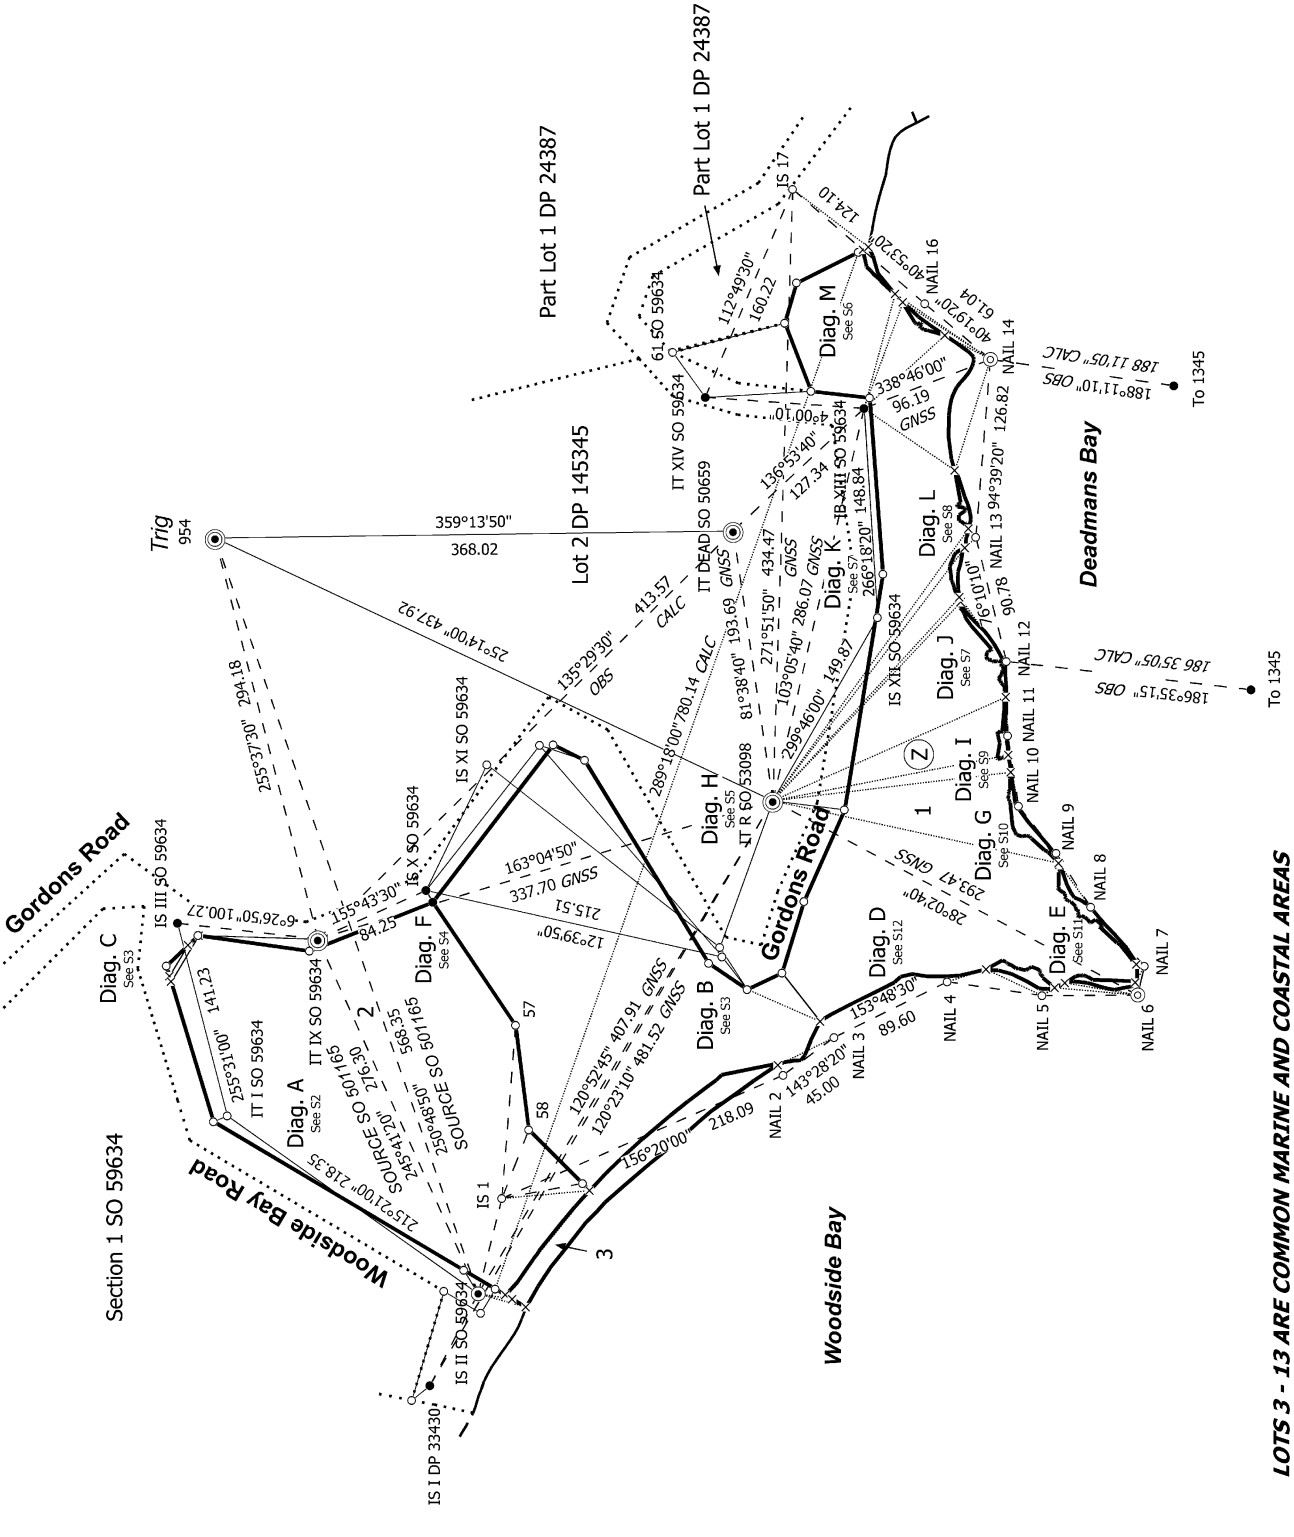 Part Lot 1 DP 24387
Part Lot 1 DP 24387
IS 17
124.10
40°53'20"
NAIL 16
61.04
40°19'20"
NAIL 14
61 SO 59634
112°49'30"
160.22
Diag. M
See S6
IT XIV SO 59634
4°00'10"
338°46'00"
96.19
GNSS
188 11'05" CALC
188°11'10" OBS
To 1345
Trig
954
359°13'50"
368.02
Lot 2 DP 145345
IT DEAD SO 50659
136°53'40"
127.34
IB XIII SO 59634
148.84
266°18'20"
Diag. L
See S8
126.82
94°39'20"
NAIL 13
Deadmans Bay
25°14'00" 437.92
413.57
CALC
135°29'30"
OBS
GNSS
81°38'40" 193.69
271°51'50" 434.47
GNSS
103°05'40" 286.07 GNSS
Diag. K
See S7
149.87
299°46'00"
IS XII SO 59634
Diag. J
See S7
76°10'10"
90.78
NAIL 12
186 35'05" CALC
186°35'15" OBS
To 1345
255°37'30" 294.18
IS XI SO 59634
289°18'00" 780.14 CALC
Diag. H
See S5
IT R SO 53098
Z
1
Diag. I
See S9
NAIL 11
NAIL 10
Diag. G
See S10
NAIL 9
NAIL 8
Gordons Road
Gordons Road
IS III SO 59634
6°26'50" 100.27
Diag. C
See S3
IS X SO 59634
155°43'30"
84.25
163°04'50"
337.70 GNSS
215.51
12°39'50"
Diag. F
See S4
293.47 GNSS
28°02'40"
Diag. D
See S12
Diag. E
See S11
NAIL 7
NAIL 6
NAIL 5
NAIL 4
153°48'30"
89.60
NAIL 3
Diag. B
See S3
141.23
255°31'00"
IT I SO 59634
IT IX SO 59634
Diag. A
See S2
2
SOURCE SO 501165
245°41'20" 276.30
250°48'50" 568.35
SOURCE SO 501165
57
58
120°52'45" 407.91 GNSS
120°23'10" 481.52 GNSS
143°28'20"
45.00
NAIL 2
218.09
156°20'00"
Section 1 SO 59634
Woodside Bay Road
215°21'00" 218.35
IS 1
3
Woodside Bay
IS II SO 59634
IS I DP 33430
LOTS 3 - 13 ARE COMMON MARINE AND COASTAL AREAS